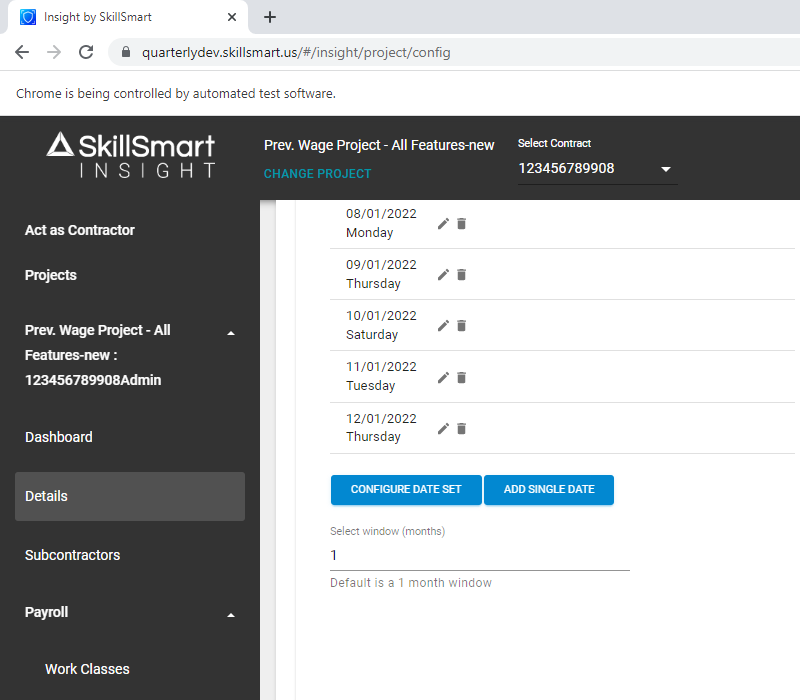 Insight by SkillSmart
quarterlydev.skillsmart.us/#/insight/project/config
Chrome is being controlled by automated test software.
SkillSmart
INSIGHT
Prev. Wage Project - All Features-new
CHANGE PROJECT
Select Contract
123456789908
Act as Contractor
Projects
Prev. Wage Project - All
Features-new :
123456789908Admin
Dashboard
Details
Subcontractors
Payroll
Work Classes
08/01/2022
Monday
09/01/2022
Thursday
10/01/2022
Saturday
11/01/2022
Tuesday
12/01/2022
Thursday
CONFIGURE DATE SET
ADD SINGLE DATE
Select window (months)
1
Default is a 1 month window